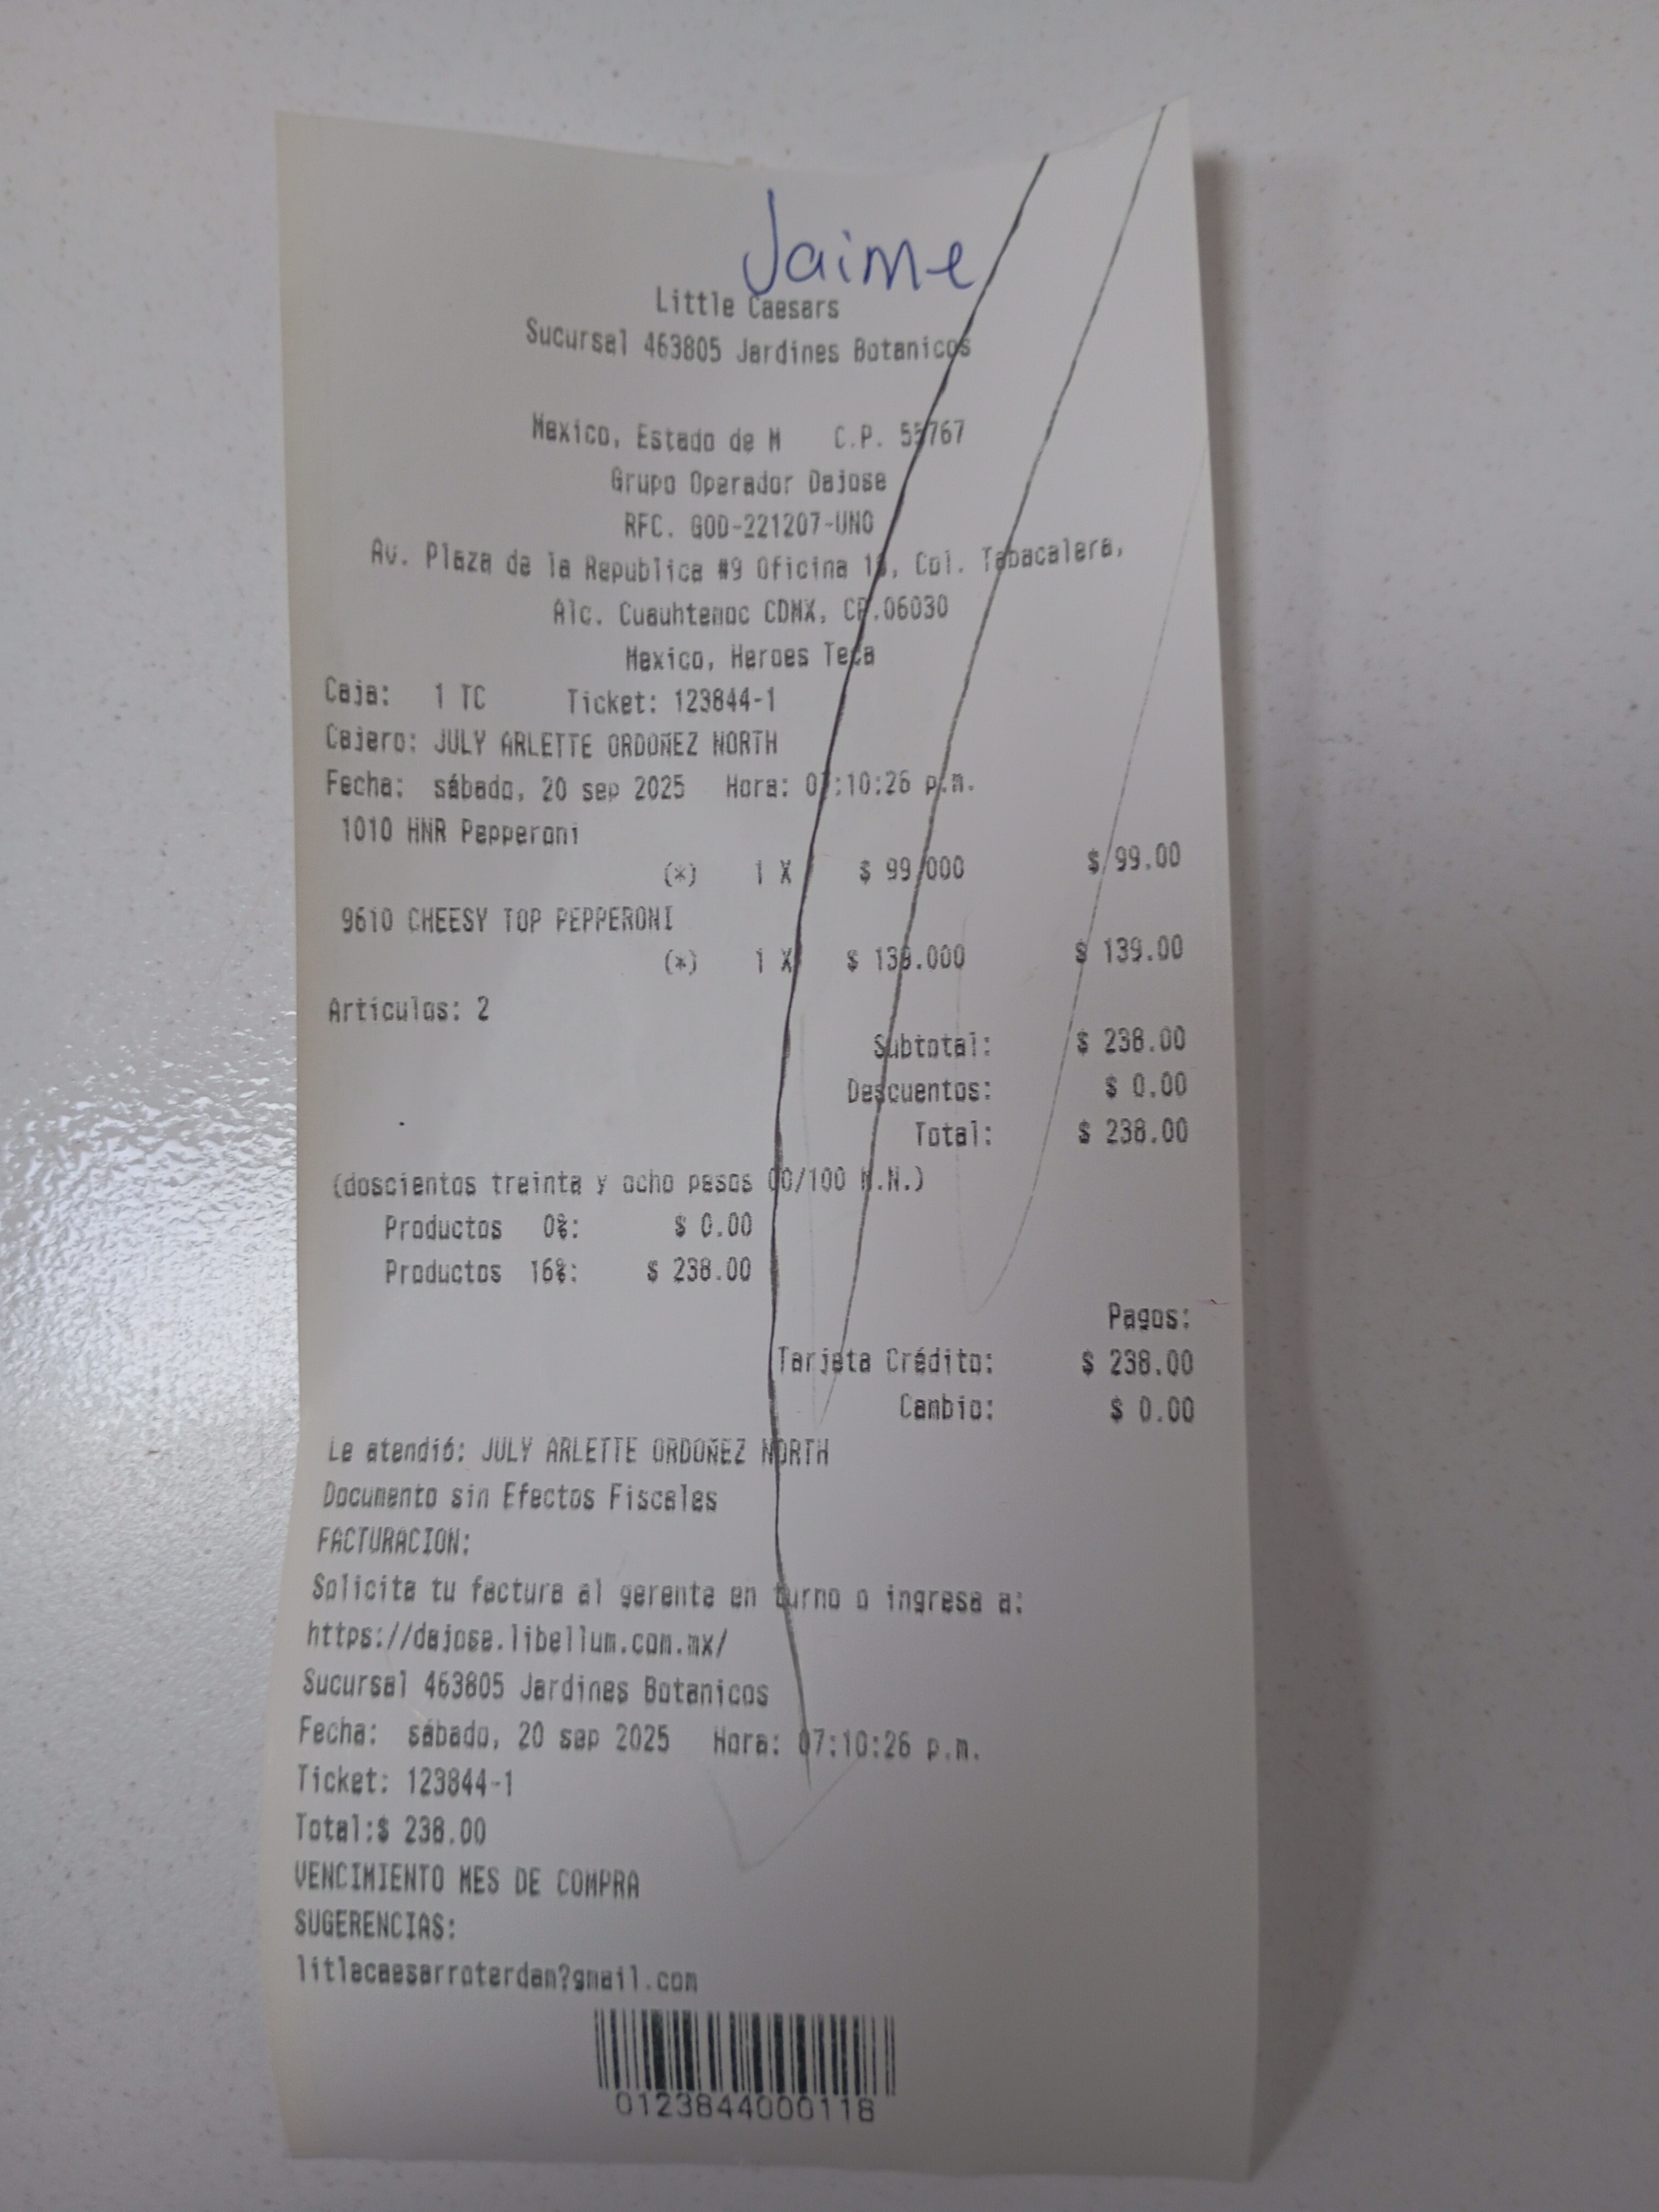 Jaime
Little Caesars
Sucursal 463805 Jardines Botanicos
Mexico, Estado de M C.P. 55767
Grupo Operador Dajose
RFC. GOD-221207-UNO
Av. Plaza de la Republica #9 Oficina 1, Col. Tabacalera,
Alc. Cuauhtemoc CDMX, CP.06030
Mexico, Heroes Teca
Caja: 1 TC Ticket: 123844-1
Cajero: JULY ARLETTE ORDOÑEZ NORTH
Fecha: sábado, 20 sep 2025 Hora: 07:10:26 p.m.
1010 HNR Pepperoni
(*) 1 X $ 99.000 $ 99.00
9610 CHEESY TOP PEPPERONI
(*) 1 X $ 139.000 $ 139.00
Articulos: 2
Subtotal: $ 238.00
Descuentos: $ 0.00
Total: $ 238.00
(doscientos treinta y ocho pesos 00/100 M.N.)
Productos 0%: $ 0.00
Productos 16%: $ 238.00
Pagos:
Tarjeta Crédito: $ 238.00
Cambio: $ 0.00
Le atendió: JULY ARLETTE ORDOÑEZ NORTH
Documento sin Efectos Fiscales
FACTURACION:
Solicita tu factura al gerente en turno o ingresa a:
https://dajose.libellum.com.mx/
Sucursal 463805 Jardines Botanicos
Fecha: sábado, 20 sep 2025 Hora: 07:10:26 p.m.
Ticket: 123844-1
Total:$ 238.00
VENCIMIENTO MES DE COMPRA
SUGERENCIAS:
litlecaesarroterdam?gmail.com
0123844000118